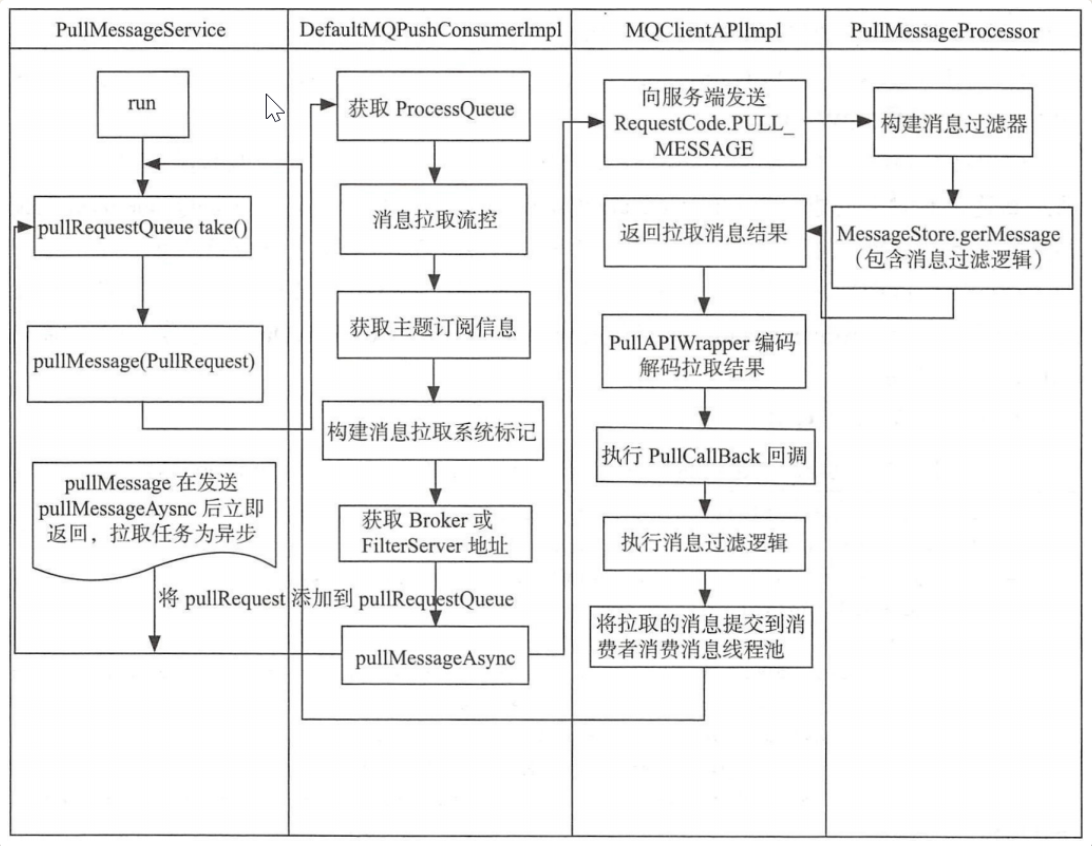 PullMessageService
DefaultMQPushConsumerImpl
MQClientAPIImpl
PullMessageProcessor
run
pullRequestQueue take()
pullMessage(PullRequest)
pullMessage 在发送
pullMessageAysnc 后立即
返回，拉取任务为异步
将 pullRequest 添加到 pullRequestQueue
获取 ProcessQueue
消息拉取流控
获取主题订阅信息
构建消息拉取系统标记
获取 Broker 或
FilterServer 地址
pullMessageAsync
向服务端发送
RequestCode.PULL_
MESSAGE
返回拉取消息结果
PullAPIWrapper 编码
解码拉取结果
执行 PullCallBack 回调
执行消息过滤逻辑
将拉取的消息提交到消
费者消费消息线程池
构建消息过滤器
MessageStore.gerMessage
（包含消息过滤逻辑）